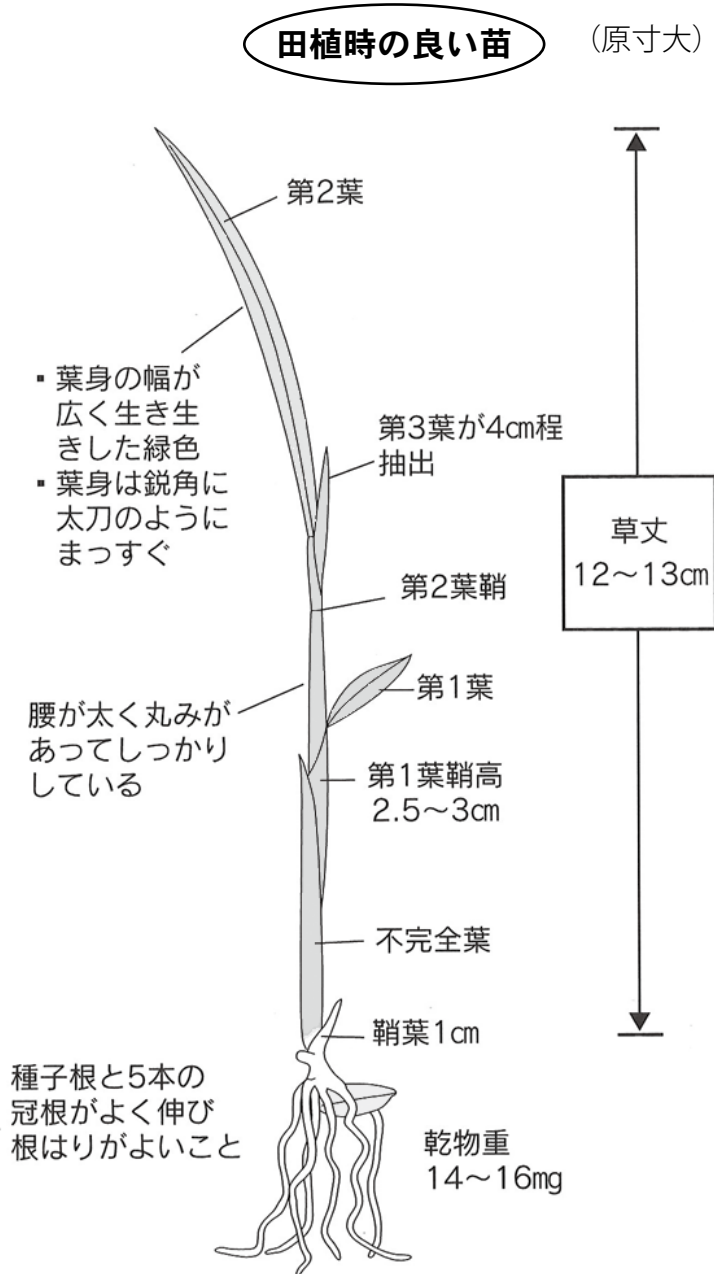 田植時の良い苗
(原寸大)
第2葉
▪ 葉身の幅が
広く生き生
きした緑色
▪ 葉身は鋭角に
太刀のように
まっすぐ
第3葉が4㎝程
抽出
草丈
12〜13㎝
第2葉鞘
第1葉
腰が太く丸みが
あってしっかり
している
第1葉鞘高
2.5〜3㎝
不完全葉
鞘葉1㎝
種子根と5本の
冠根がよく伸び
根はりがよいこと
乾物重
14〜16mg